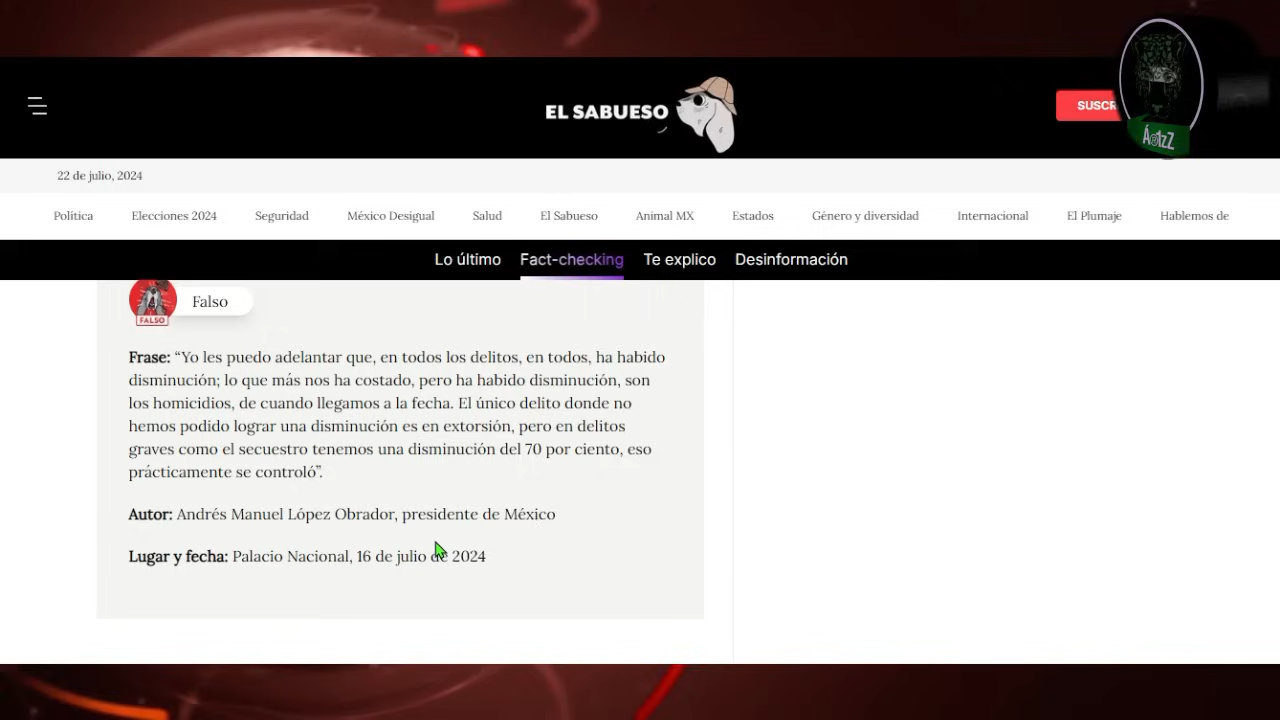 EL SABUESO
SUSCR
Á@1zZ
22 de julio, 2024
Política Elecciones 2024 Seguridad México Desigual Salud El Sabueso Animal MX Estados Género y diversidad Internacional El Plumaje Hablemos de
Lo último Fact-checking Te explico Desinformación
Falso
FALSO
Frase: “Yo les puedo adelantar que, en todos los delitos, en todos, ha habido
disminución; lo que más nos ha costado, pero ha habido disminución, son
los homicidios, de cuando llegamos a la fecha. El único delito donde no
hemos podido lograr una disminución es en extorsión, pero en delitos
graves como el secuestro tenemos una disminución del 70 por ciento, eso
prácticamente se controló”.
Autor: Andrés Manuel López Obrador, presidente de México
Lugar y fecha: Palacio Nacional, 16 de julio de 2024